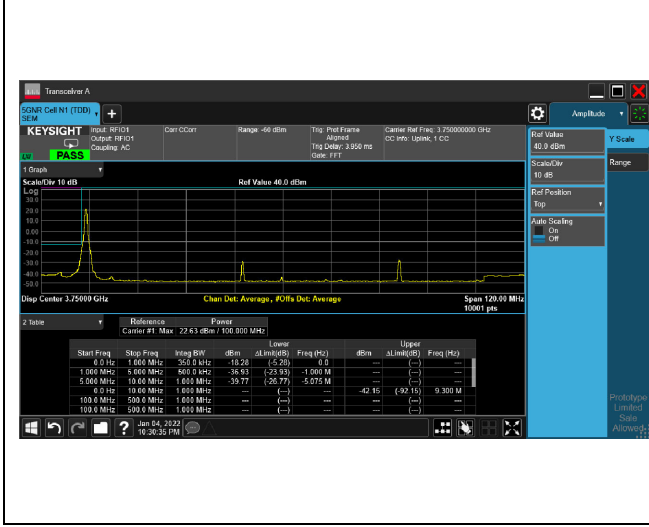 Transceiver A
5GNR Cell N1 (TDD)
SEM
Amplitude
KEYSIGHT
PASS
Input: RFIO1
Output: RFIO1
Coupling: AC
Corr CCorr
Range: -60 dBm
Trig: Pret Frame
Aligned
Trig Delay: 3.950 ms
Gate: FFT
Carrier Ref Freq: 3.750000000 GHz
CC Info: Uplink, 1 CC
Ref Value
40.0 dBm
Y Scale
Scale/Div
10 dB
Range
Ref Position
Top
Auto Scaling
On
Off
1 Graph
Scale/Div 10 dB
Ref Value 40.0 dBm
Log
30.0
20.0
10.0
0.00
-10.0
-20.0
-30.0
-40.0
-50.0
Disp Center 3.75000 GHz
Chan Det: Average , #Offs Det: Average
Span 120.00 MHz
10001 pts
2 Table
Reference Power
Carrier #1: Max 22.63 dBm / 100.000 MHz
Lower Upper
Start Freq Stop Freq Integ BW dBm ΔLimit(dB) Freq (Hz) dBm ΔLimit(dB) Freq (Hz)
0.0 Hz 1.000 MHz 350.0 kHz -18.28 (-5.28) 0.0 --- (---) ---
1.000 MHz 5.000 MHz 500.0 kHz -36.93 (-23.93) -1.000 M --- (---) ---
5.000 MHz 10.00 MHz 1.000 MHz -39.77 (-26.77) -5.075 M --- (---) ---
0.0 Hz 10.00 MHz 1.000 MHz --- (---) --- -42.15 (-92.15) 9.300 M
100.0 MHz 500.0 MHz 1.000 MHz --- (---) --- --- (---) ---
100.0 MHz 500.0 MHz 1.000 MHz --- (---) --- --- (---) ---
Jan 04, 2022
10:30:35 PM
Prototype
Limited
Sale
Allowed